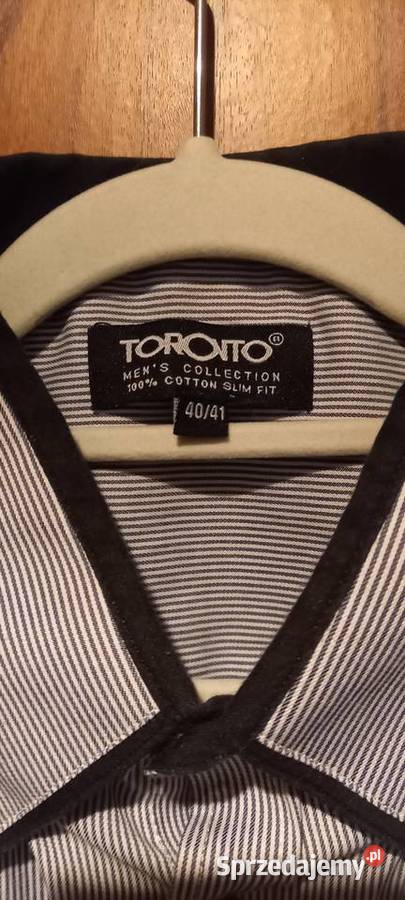 TORONTO®
MEN'S COLLECTION
100% COTTON SLIM FIT
40/41
Sprzedajemy.pl